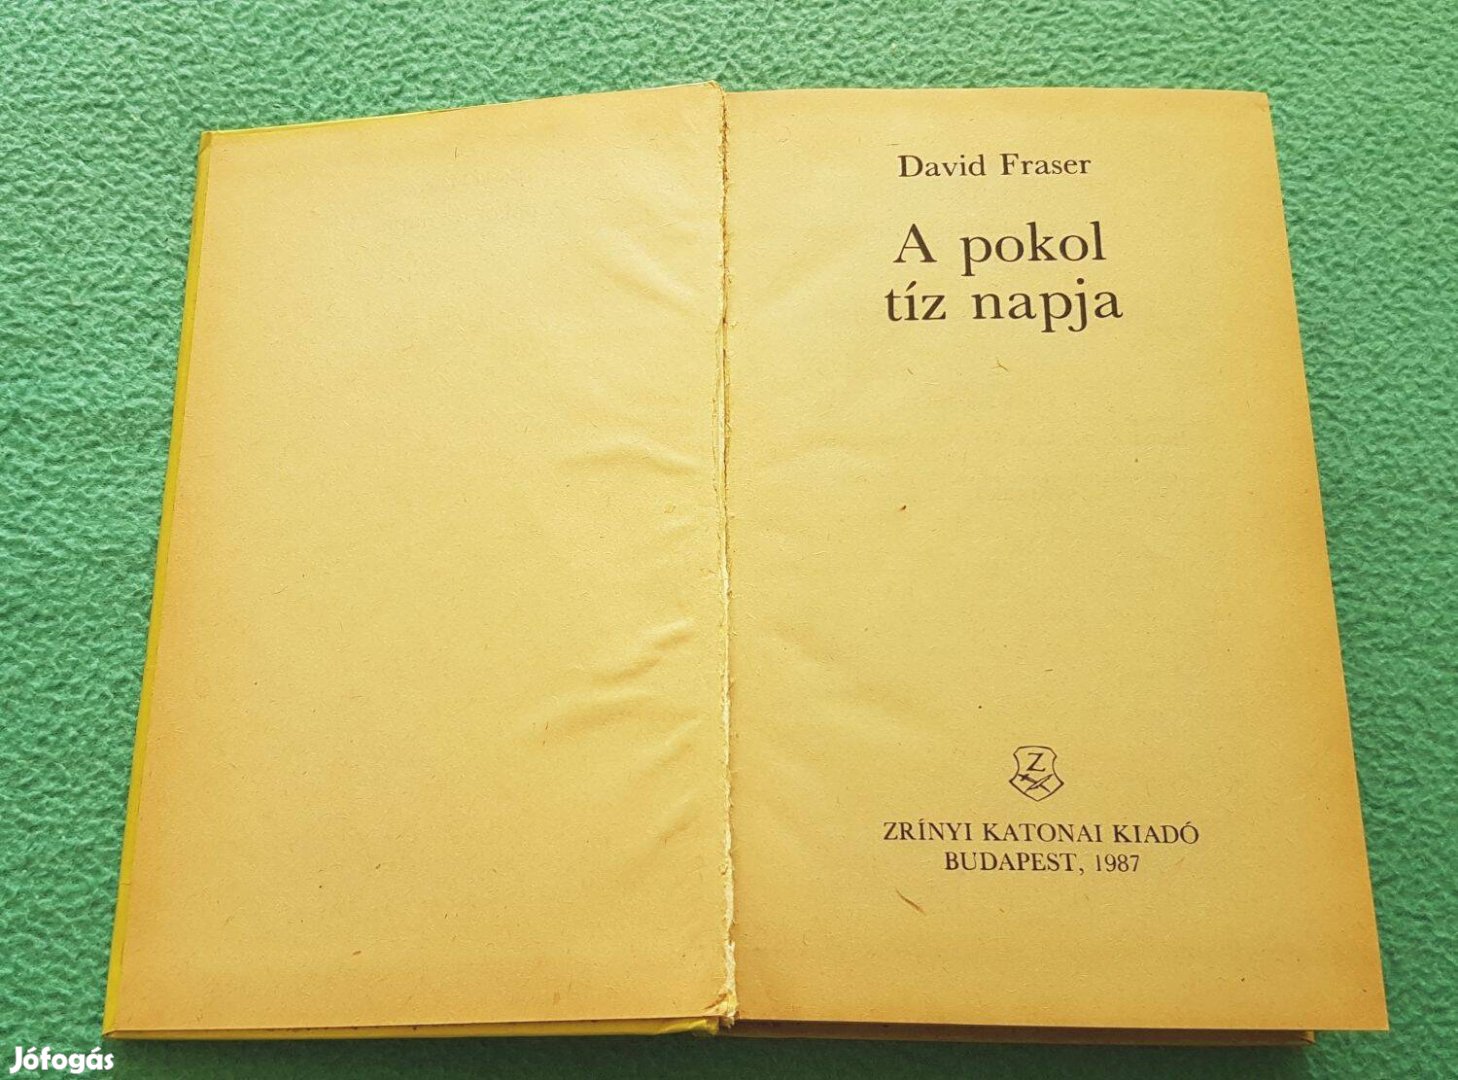 David Fraser
A pokol
tíz napja
Z
ZRÍNYI KATONAI KIADÓ
BUDAPEST, 1987
Jófogás